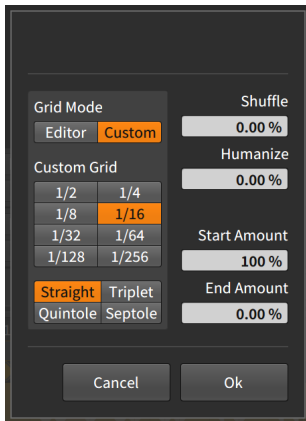 Grid Mode
Editor Custom
Custom Grid
1/2 1/4
1/8 1/16
1/32 1/64
1/128 1/256
Straight Triplet
Quintole Septole
Shuffle
0.00 %
Humanize
0.00 %
Start Amount
100 %
End Amount
0.00 %
Cancel Ok